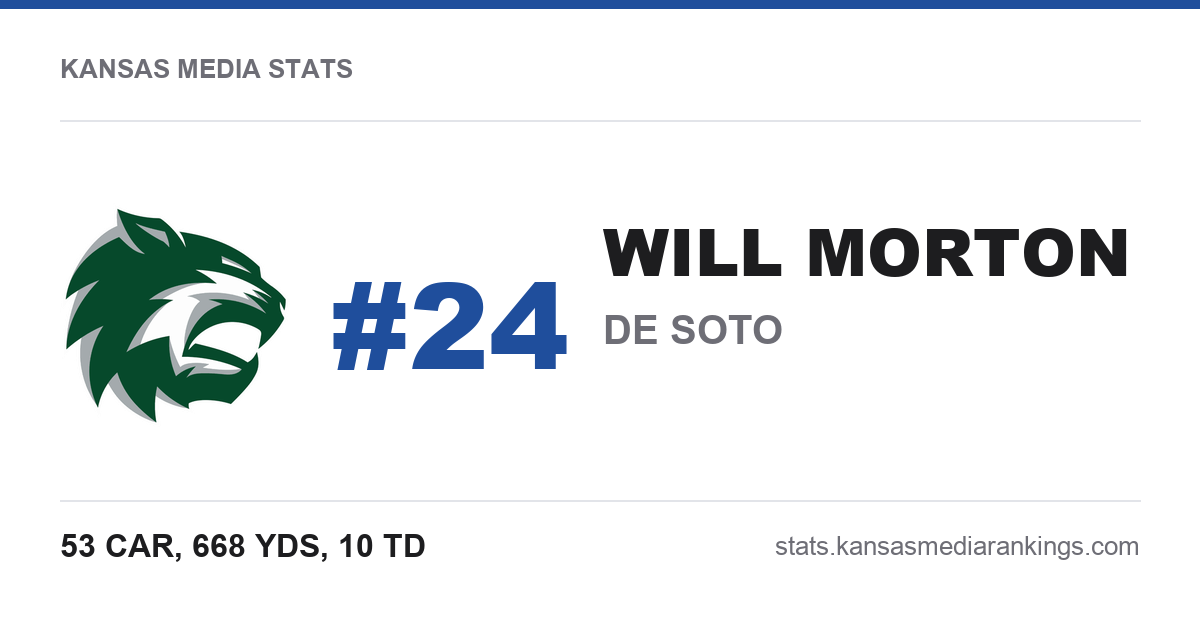 KANSAS MEDIA STATS
#24
WILL MORTON
DE SOTO
53 CAR, 668 YDS, 10 TD
stats.kansasmediarankings.com